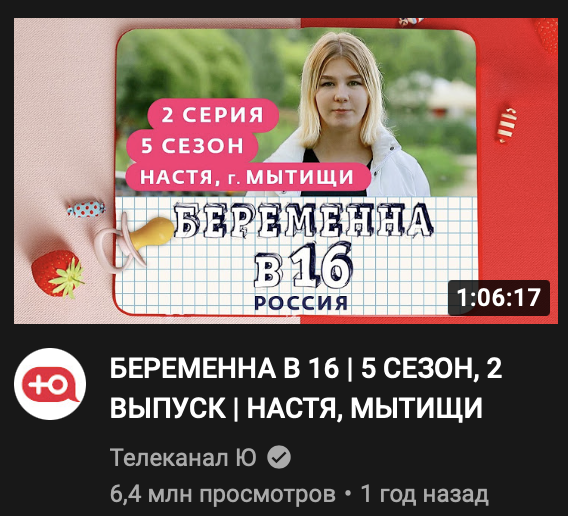 2 СЕРИЯ
5 СЕЗОН
НАСТЯ, г. МЫТИЩИ
БЕРЕМЕННА
В 16
РОССИЯ
1:06:17
Ю
БЕРЕМЕННА В 16 | 5 СЕЗОН, 2
ВЫПУСК | НАСТЯ, МЫТИЩИ
Телеканал Ю
6,4 млн просмотров • 1 год назад